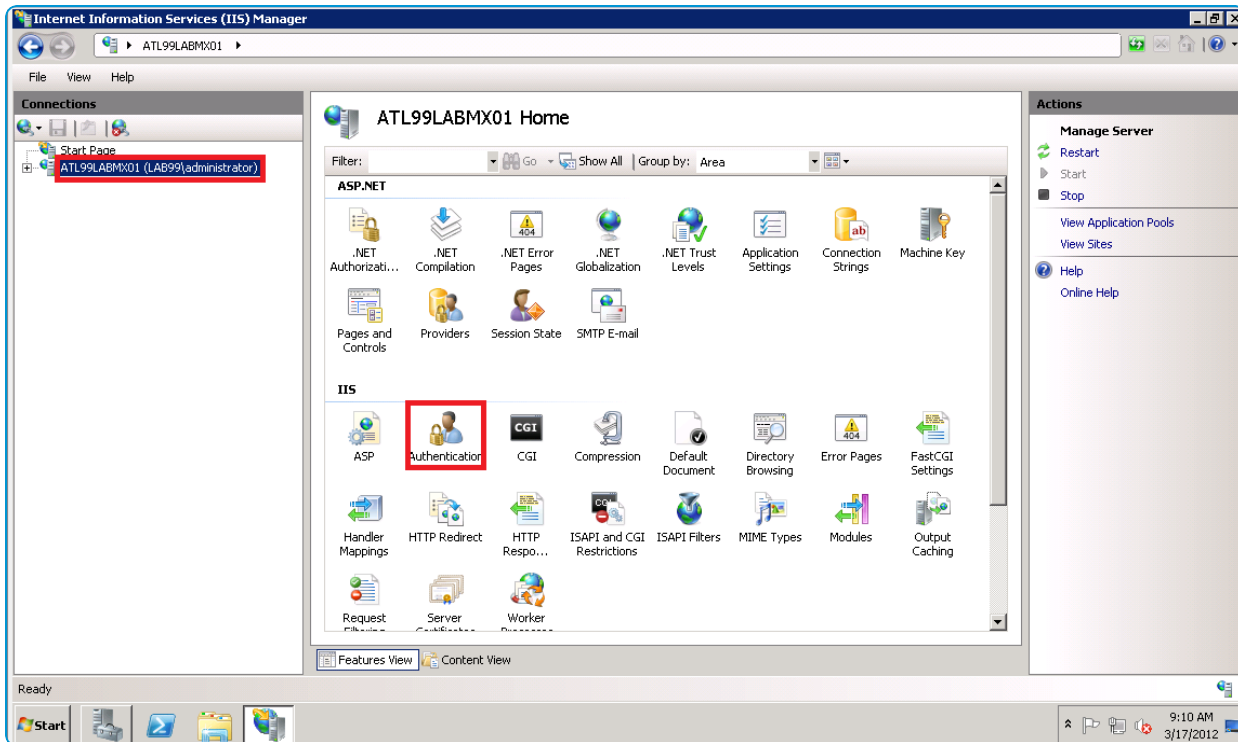 Internet Information Services (IIS) Manager
ATL99LABMX01
File View Help
Connections
Start Page
ATL99LABMX01 (LAB99\administrator)
ATL99LABMX01 Home
Filter: Go Show All Group by: Area
ASP.NET
.NET Authorizati...
.NET Compilation
404
.NET Error Pages
.NET Globalization
.NET Trust Levels
Application Settings
ab
Connection Strings
Machine Key
Pages and Controls
Providers
Session State
SMTP E-mail
IIS
ASP
Authentication
CGI
CGI
Compression
Default Document
Directory Browsing
404
Error Pages
FastCGI Settings
Handler Mappings
HTTP Redirect
HTTP Respo...
ISAPI and CGI Restrictions
ISAPI Filters
MIME Types
Modules
Output Caching
Request
Server
Worker
Features View Content View
Actions
Manage Server
Restart
Start
Stop
View Application Pools
View Sites
Help
Online Help
Ready
Start
9:10 AM
3/17/2012